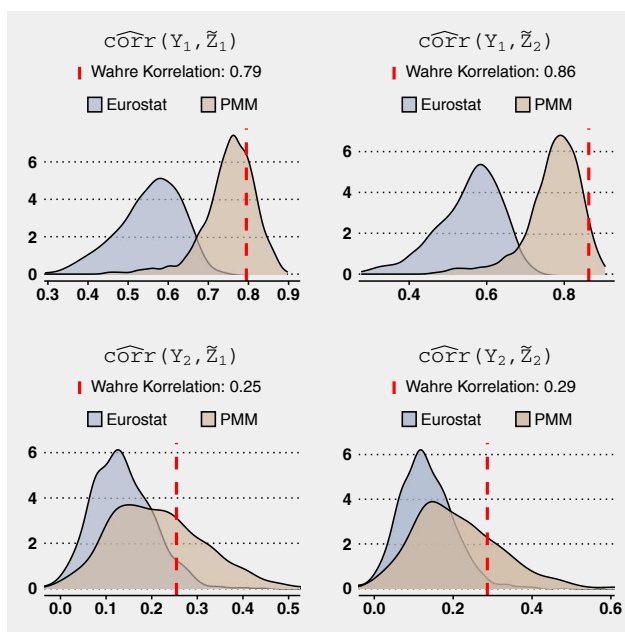 c͡orr(Y₁, Z̃₁)
Wahre Korrelation: 0.79
Eurostat PMM
6
4
2
0
0.3 0.4 0.5 0.6 0.7 0.8 0.9
c͡orr(Y₁, Z̃₂)
Wahre Korrelation: 0.86
Eurostat PMM
6
4
2
0
0.4 0.6 0.8
c͡orr(Y₂, Z̃₁)
Wahre Korrelation: 0.25
Eurostat PMM
6
4
2
0
0.0 0.1 0.2 0.3 0.4 0.5
c͡orr(Y₂, Z̃₂)
Wahre Korrelation: 0.29
Eurostat PMM
6
4
2
0
0.0 0.2 0.4 0.6